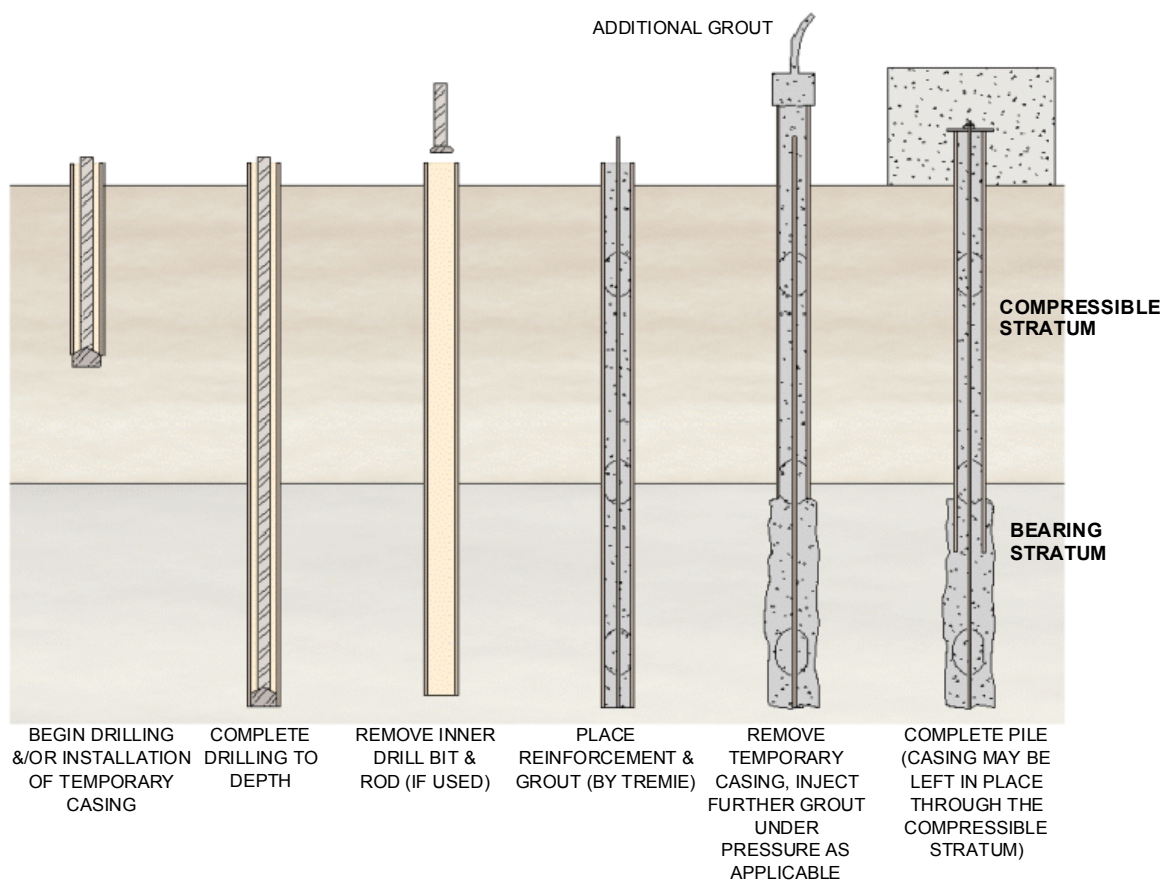 ADDITIONAL GROUT
COMPRESSIBLE
STRATUM
BEARING
STRATUM
BEGIN DRILLING
&/OR INSTALLATION
OF TEMPORARY
CASING
COMPLETE
DRILLING TO
DEPTH
REMOVE INNER
DRILL BIT &
ROD (IF USED)
PLACE
REINFORCEMENT &
GROUT (BY TREMIE)
REMOVE
TEMPORARY
CASING, INJECT
FURTHER GROUT
UNDER
PRESSURE AS
APPLICABLE
COMPLETE PILE
(CASING MAY BE
LEFT IN PLACE
THROUGH THE
COMPRESSIBLE
STRATUM)